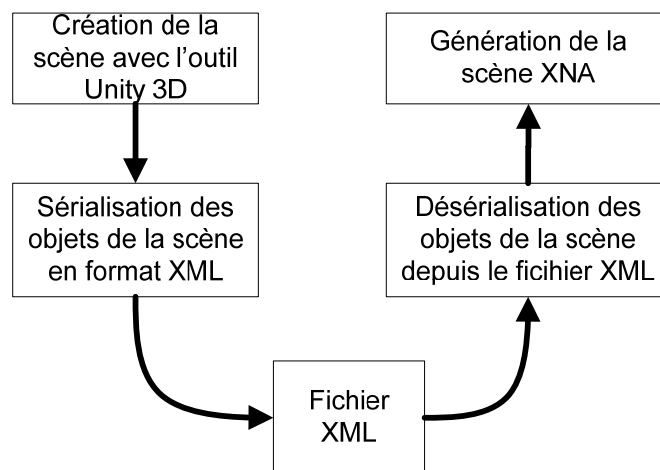 Création de la
scène avec l'outil
Unity 3D
Sérialisation des
objets de la scène
en format XML
Fichier
XML
Désérialisation des
objets de la scène
depuis le ficihier XML
Génération de la
scène XNA